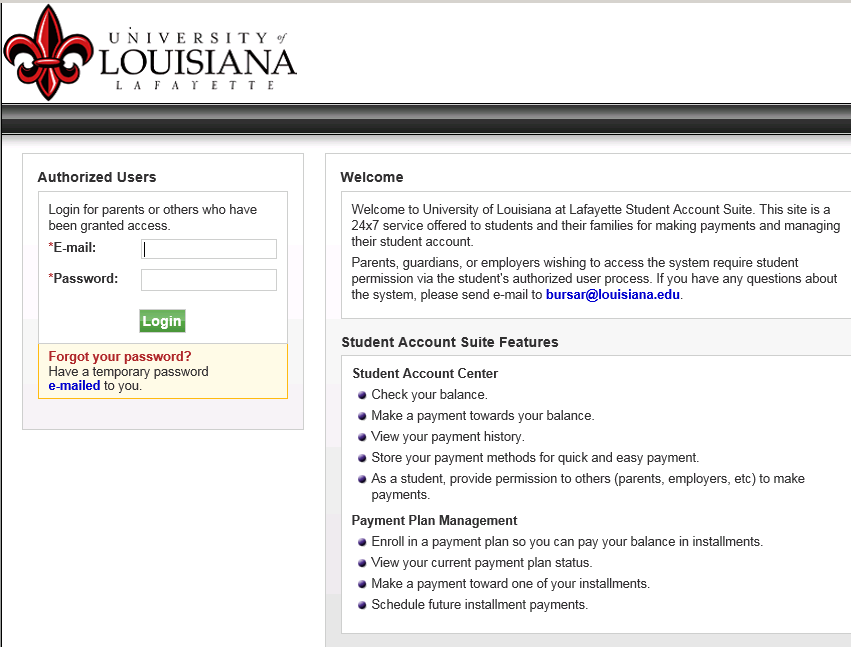 UNIVERSITY of
LOUISIANA
LAFAYETTE
Authorized Users
Login for parents or others who have
been granted access.
*E-mail:
*Password:
Login
Forgot your password?
Have a temporary password
e-mailed to you.
Welcome
Welcome to University of Louisiana at Lafayette Student Account Suite. This site is a
24x7 service offered to students and their families for making payments and managing
their student account.
Parents, guardians, or employers wishing to access the system require student
permission via the student's authorized user process. If you have any questions about
the system, please send e-mail to bursar@louisiana.edu.
Student Account Suite Features
Student Account Center
Check your balance.
Make a payment towards your balance.
View your payment history.
Store your payment methods for quick and easy payment.
As a student, provide permission to others (parents, employers, etc) to make
payments.
Payment Plan Management
Enroll in a payment plan so you can pay your balance in installments.
View your current payment plan status.
Make a payment toward one of your installments.
Schedule future installment payments.